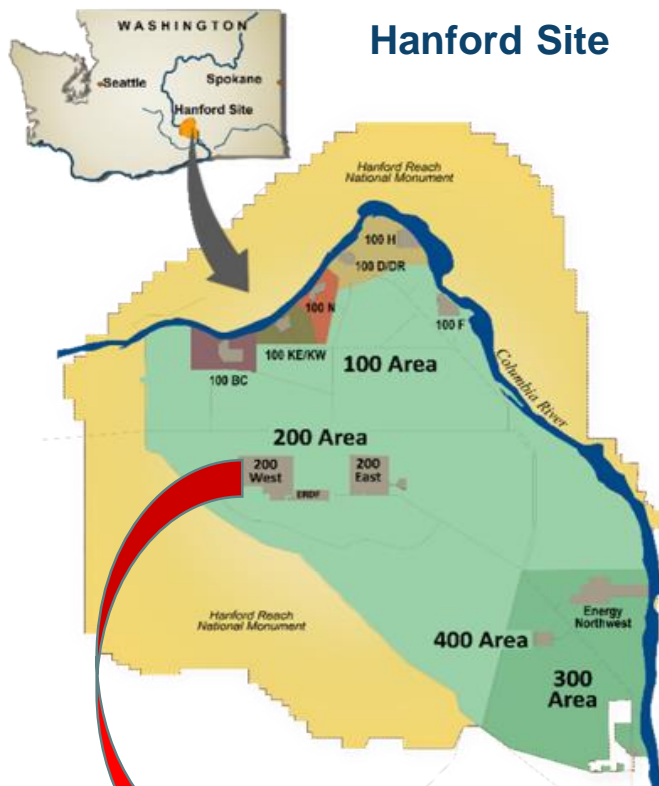 Hanford Site
WASHINGTON
Seattle
Spokane
Hanford Site
Hanford Reach
National Monument
100 H
100 D/DR
100 N
100 F
100 KE/KW
100 BC
100 Area
Columbia River
200 Area
200
West
200
East
ERDF
Hanford Reach
National Monument
Energy
Northwest
400 Area
300
Area